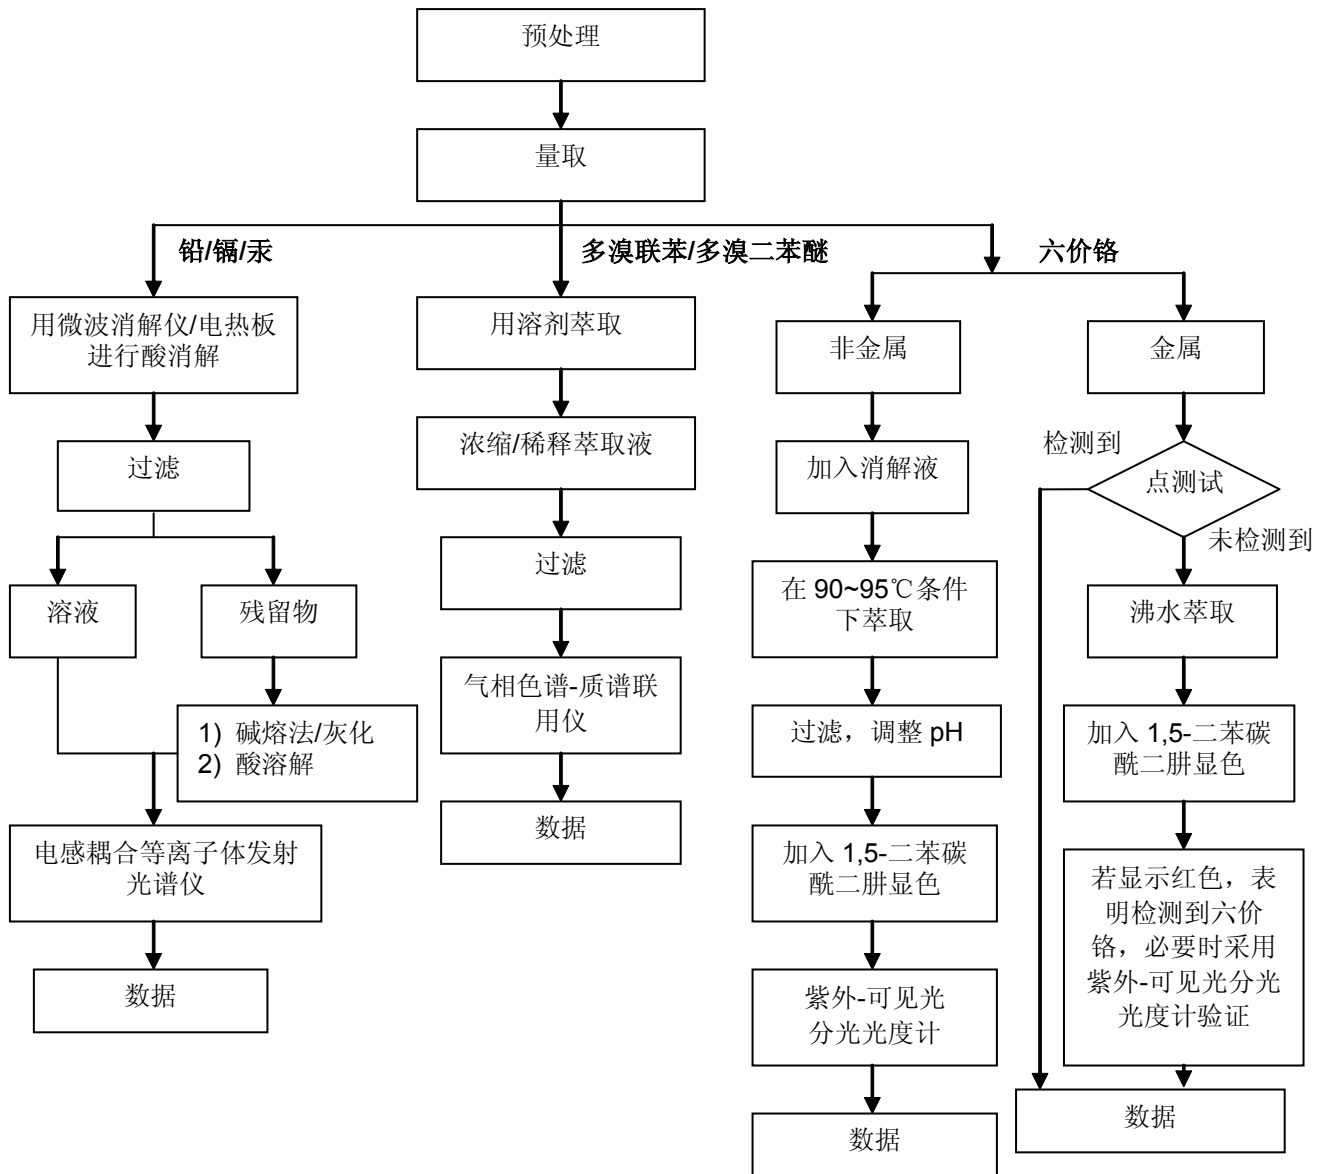 预处理
量取
铅/镉/汞
多溴联苯/多溴二苯醚
六价铬
用微波消解仪/电热板
进行酸消解
过滤
溶液
残留物
1) 碱熔法/灰化
2) 酸溶解
电感耦合等离子体发射
光谱仪
数据
用溶剂萃取
浓缩/稀释萃取液
过滤
气相色谱-质谱联
用仪
数据
非金属
加入消解液
在 90~95℃条件
下萃取
过滤，调整 pH
加入 1,5-二苯碳
酰二肼显色
紫外-可见光
分光光度计
数据
金属
检测到
点测试
未检测到
沸水萃取
加入 1,5-二苯碳
酰二肼显色
若显示红色，表
明检测到六价
铬，必要时采用
紫外-可见光分光
光度计验证
数据